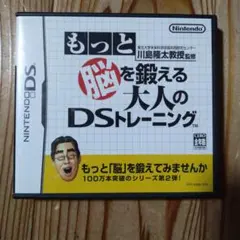 Nintendo
東北大学未来科学技術共同研究センター
川島隆太教授監修
もっと
脳を鍛える
大人の
DSトレーニング
NINTENDO DS
もっと「脳」を鍛えてみませんか
100万本突破のシリーズ第2弾!